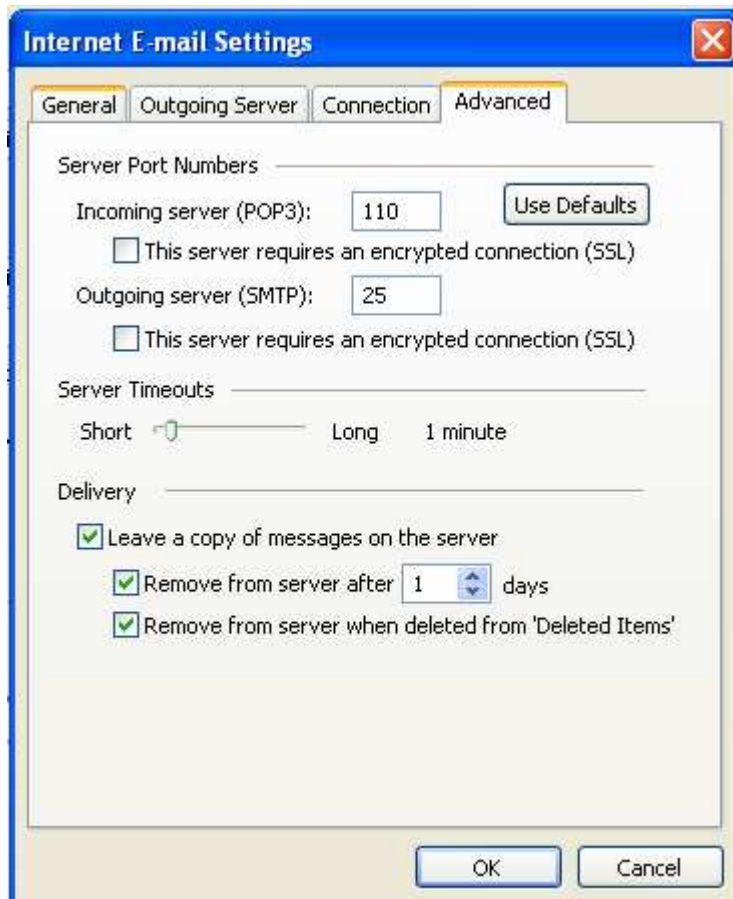 Internet E-mail Settings
General Outgoing Server Connection Advanced
Server Port Numbers
Incoming server (POP3): 110 Use Defaults
This server requires an encrypted connection (SSL)
Outgoing server (SMTP): 25
This server requires an encrypted connection (SSL)
Server Timeouts
Short Long 1 minute
Delivery
Leave a copy of messages on the server
Remove from server after 1 days
Remove from server when deleted from 'Deleted Items'
OK Cancel